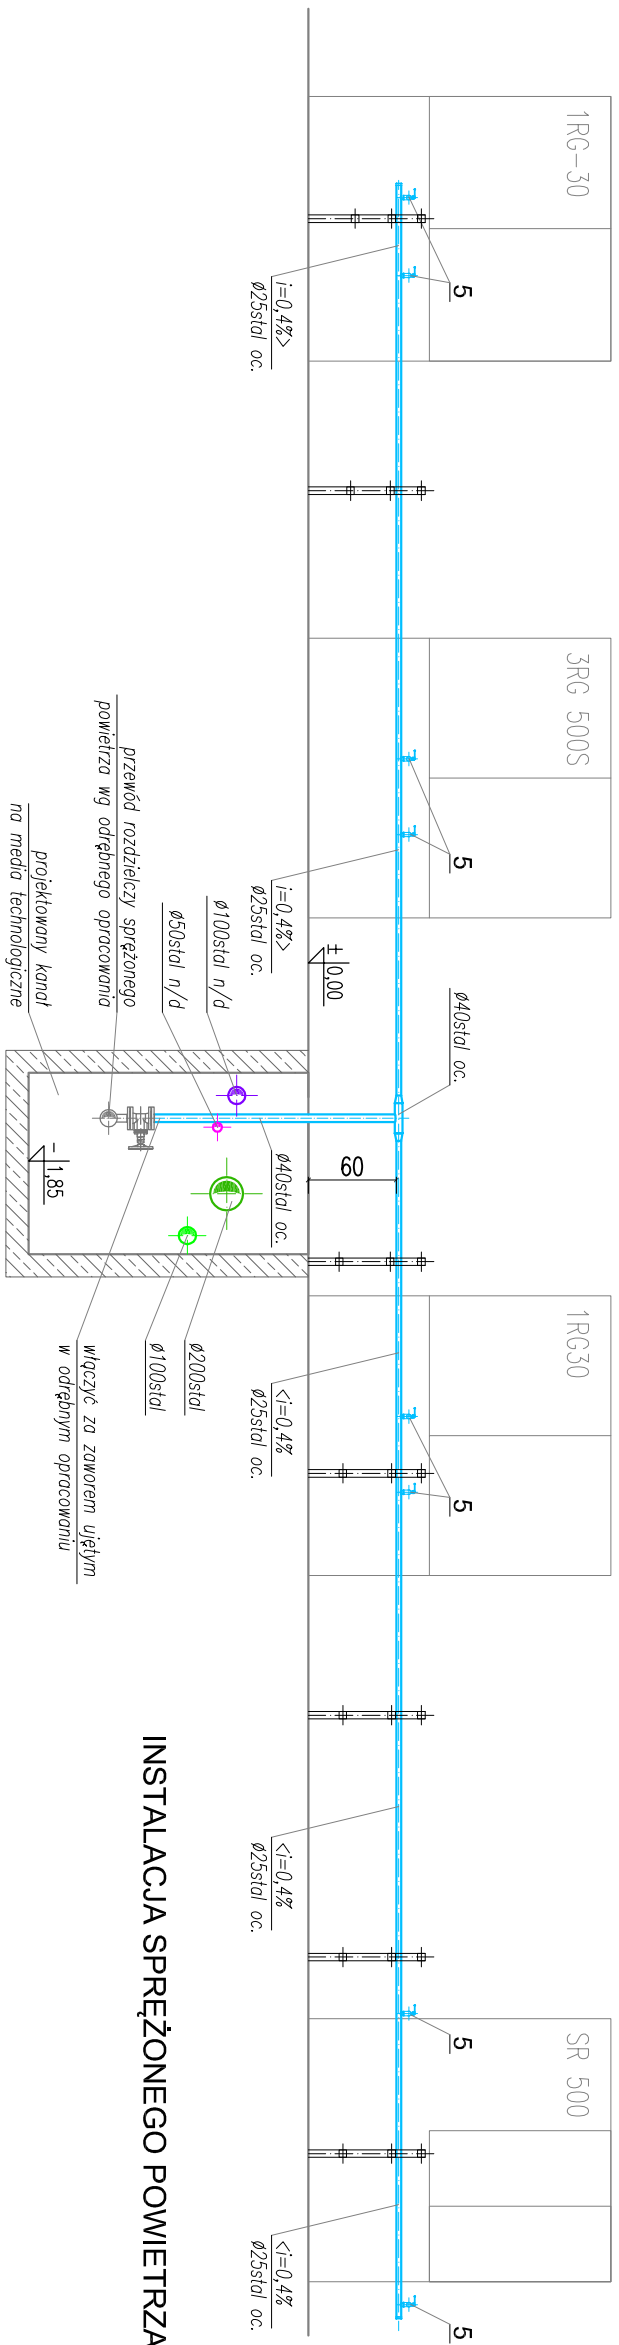 1RG-30
5
i=0,4%>
ø25stal oc.
3RG 500S
5
i=0,4%>
ø25stal oc.
± 0,00
ø40stal oc.
ø100stal n/d
ø50stal n/d
przewód rozdzielczy sprężonego
powietrza wg odrębnego opracowania
projektowany kanał
na media technologiczne
60
ø40stal oc.
- 1,85
ø200stal
ø100stal
włączyć za zaworem ujętym
w odrębnym opracowaniu
1RG30
5
<i=0,4%
ø25stal oc.
<i=0,4%
ø25stal oc.
SR 500
5
<i=0,4%
ø25stal oc.
5
INSTALACJA SPRĘŻONEGO POWIETRZA